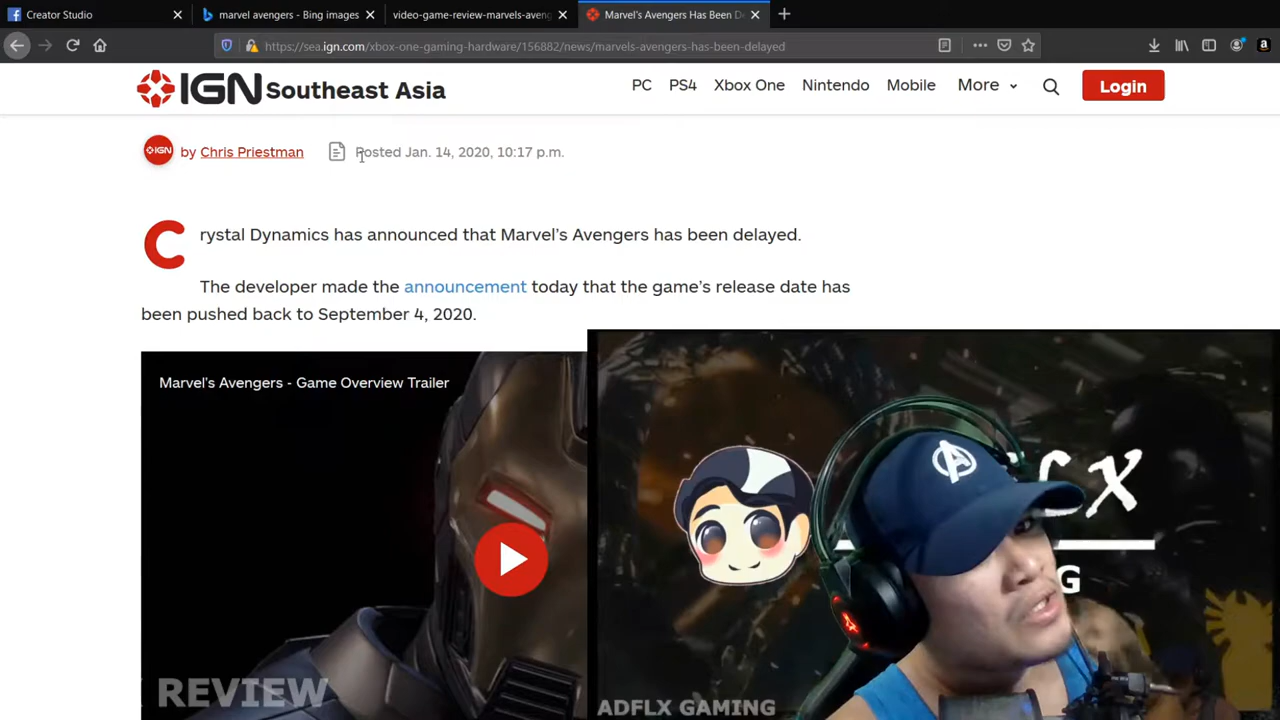 Creator Studio
marvel avengers - Bing images
video-game-review-marvels-aveng
Marvel's Avengers Has Been De
https://sea.ign.com/xbox-one-gaming-hardware/156882/news/marvels-avengers-has-been-delayed
IGN Southeast Asia
PC PS4 Xbox One Nintendo Mobile More Login
IGN by Chris Priestman Posted Jan. 14, 2020, 10:17 p.m.
Crystal Dynamics has announced that Marvel's Avengers has been delayed.
The developer made the announcement today that the game's release date has
been pushed back to September 4, 2020.
Marvel's Avengers - Game Overview Trailer
REVIEW
LX
G
ADFLX GAMING